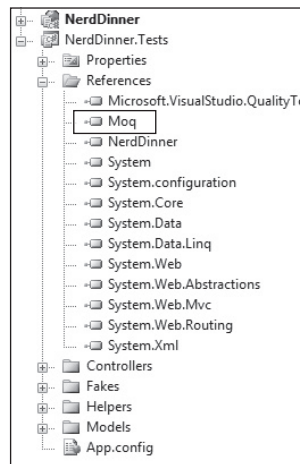 NerdDinner
NerdDinner.Tests
Properties
References
Microsoft.VisualStudio.QualityTo
Moq
NerdDinner
System
System.configuration
System.Core
System.Data
System.Data.Linq
System.Web
System.Web.Abstractions
System.Web.Mvc
System.Web.Routing
System.Xml
Controllers
Fakes
Helpers
Models
App.config